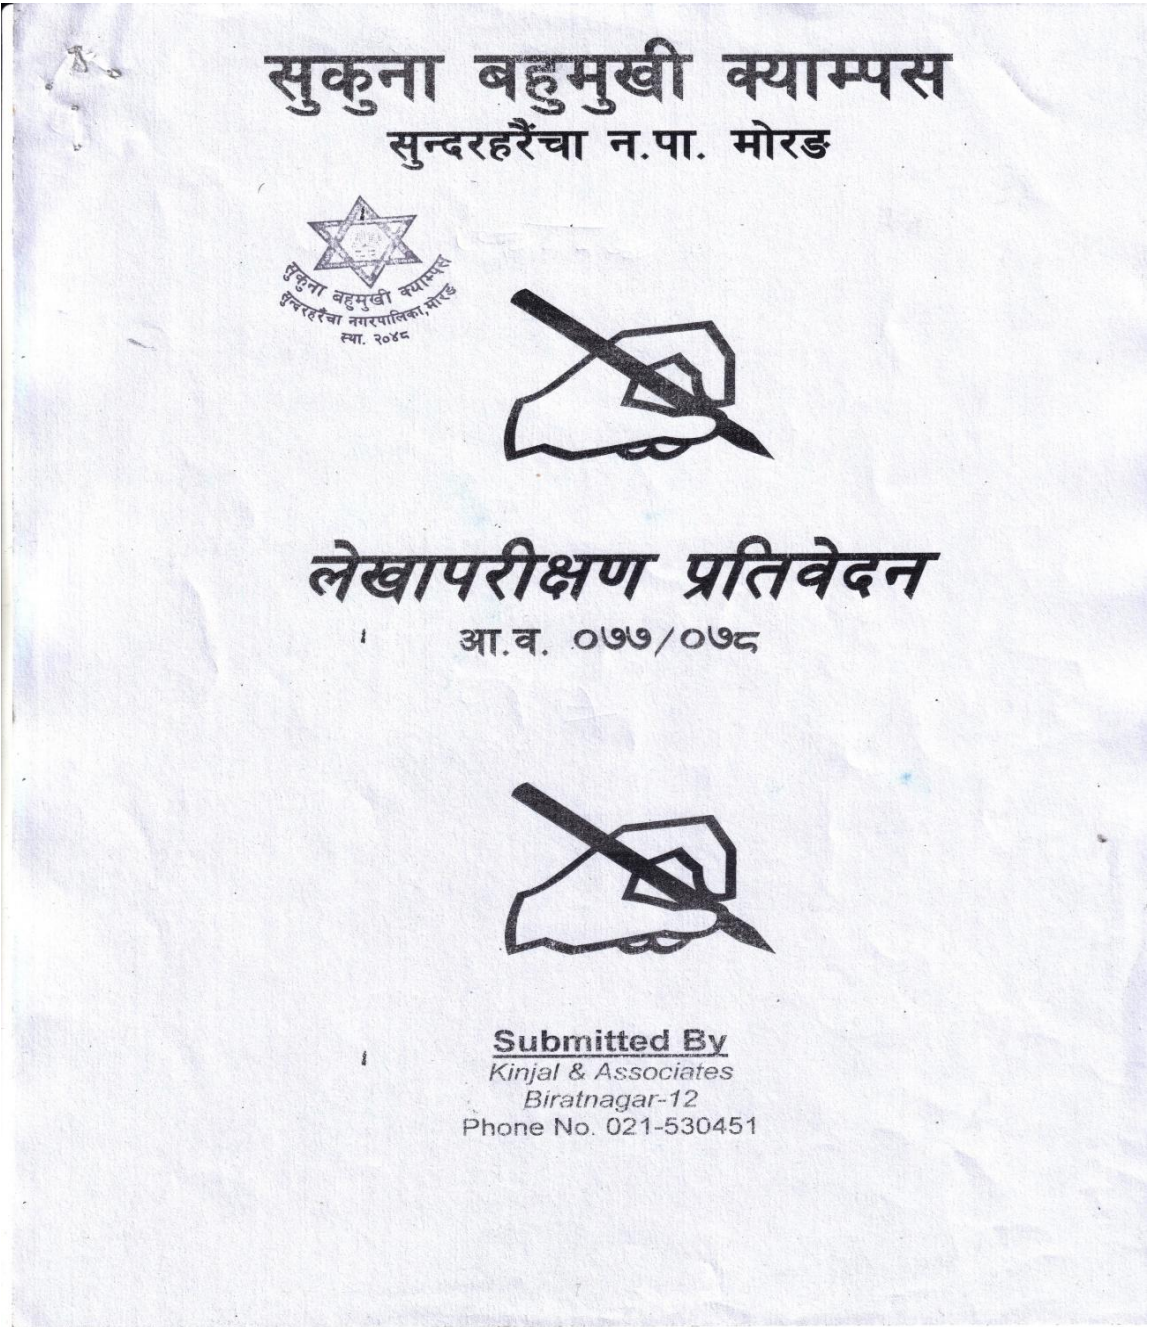 सुकुना बहुमुखी क्याम्पस
सुन्दरहरैंचा न.पा. मोरङ
सुकुना बहुमुखी क्याम्पस
सुन्दरहरैंचा नगरपालिका, मोरङ
स्था. २०४८
लेखापरीक्षण प्रतिवेदन
आ.व. ०७७/०७८
Submitted By
Kinjal & Associates
Biratnagar-12
Phone No. 021-530451